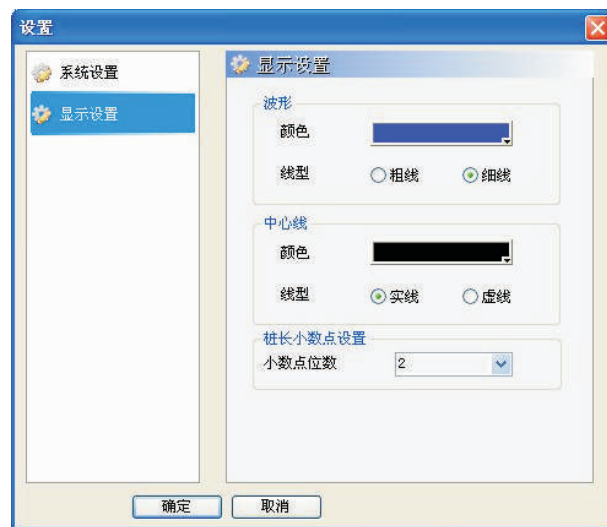 设置
系统设置
显示设置
显示设置
波形
颜色
线型 粗线 细线
中心线
颜色
线型 实线 虚线
桩长小数点设置
小数点位数 2
确定 取消